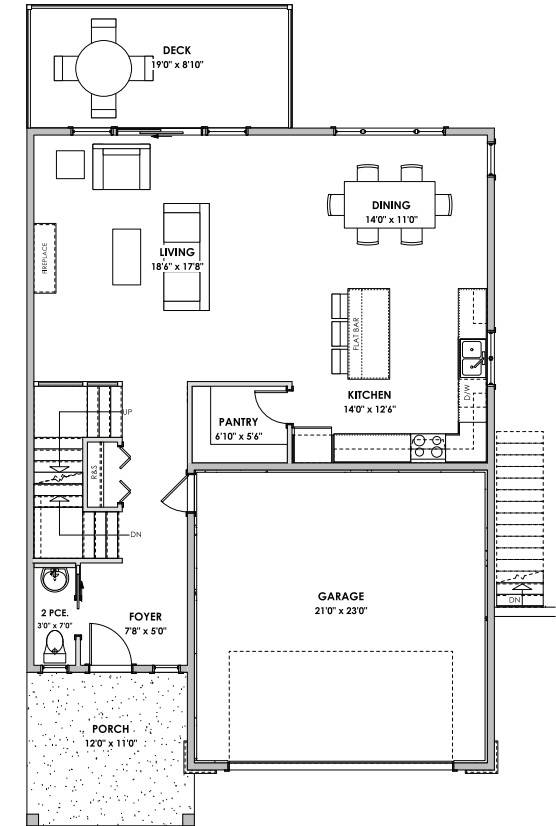 DECK
19'0" x 8'10"
DINING
14'0" x 11'0"
FIREPLACE
LIVING
18'6" x 17'8"
FLAT BAR
KITCHEN
14'0" x 12'6"
D/W
UP
PANTRY
6'10" x 5'6"
R&S
DN
2 PCE.
3'0" x 7'0"
FOYER
7'8" x 5'0"
GARAGE
21'0" x 23'0"
DN
PORCH
12'0" x 11'0"